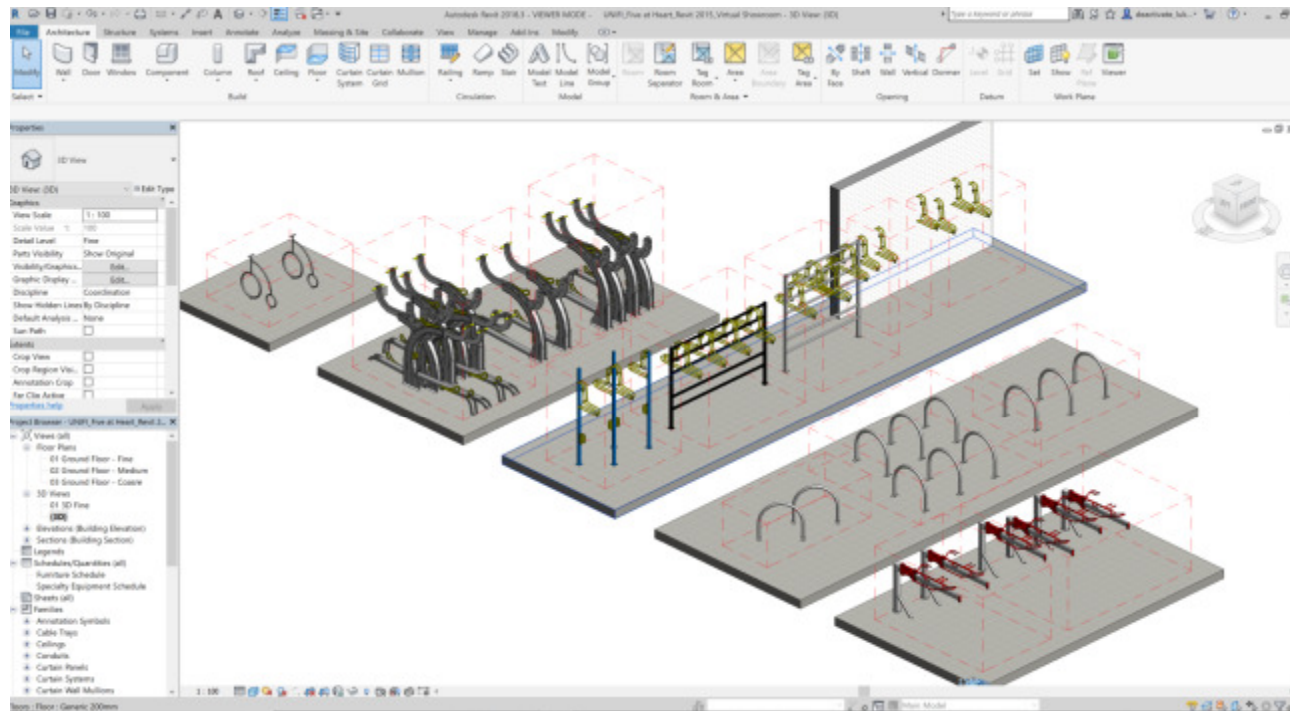 Autodesk Revit 2018.3 - VIEWER MODE - UNIFI_Five at Heart_Revit 2015_Virtual Showroom - 3D View: {3D}
Type a keyword or phrase
File Architecture Structure Systems Insert Annotate Analyze Massing & Site Collaborate View Manage Add-Ins Modify
Modify Wall Door Window Component Column Roof Ceiling Floor Curtain System Curtain Grid Mullion Railing Ramp Stair Model Text Model Line Model Group Room Room Separator Tag Room Area Area Boundary Tag Area By Face Shaft Wall Vertical Dormer Level Grid Set Show Ref Plane Viewer
Select Build Circulation Model Room & Area Opening Datum Work Plane
Properties
3D View
3D View: {3D} Edit Type
Graphics
View Scale 1 : 100
Scale Value 1: 100
Detail Level Fine
Parts Visibility Show Original
Visibility/Graphics... Edit...
Graphic Display ... Edit...
Discipline Coordination
Show Hidden Lines By Discipline
Default Analysis ... None
Sun Path
Extents
Crop View
Crop Region Visi...
Annotation Crop
Far Clip Active
Properties help Apply
Project Browser - UNIFI_Five at Heart_Revit 2...
Views (all)
Floor Plans
01 Ground Floor - Fine
02 Ground Floor - Medium
03 Ground Floor - Coarse
3D Views
01 3D Fine
{3D}
Elevations (Building Elevation)
Sections (Building Section)
Legends
Schedules/Quantities (all)
Furniture Schedule
Specialty Equipment Schedule
Sheets (all)
Families
Annotation Symbols
Cable Trays
Ceilings
Conduits
Curtain Panels
Curtain Systems
Curtain Wall Mullions
1 : 100
Floors : Floor : Generic 200mm
Main Model